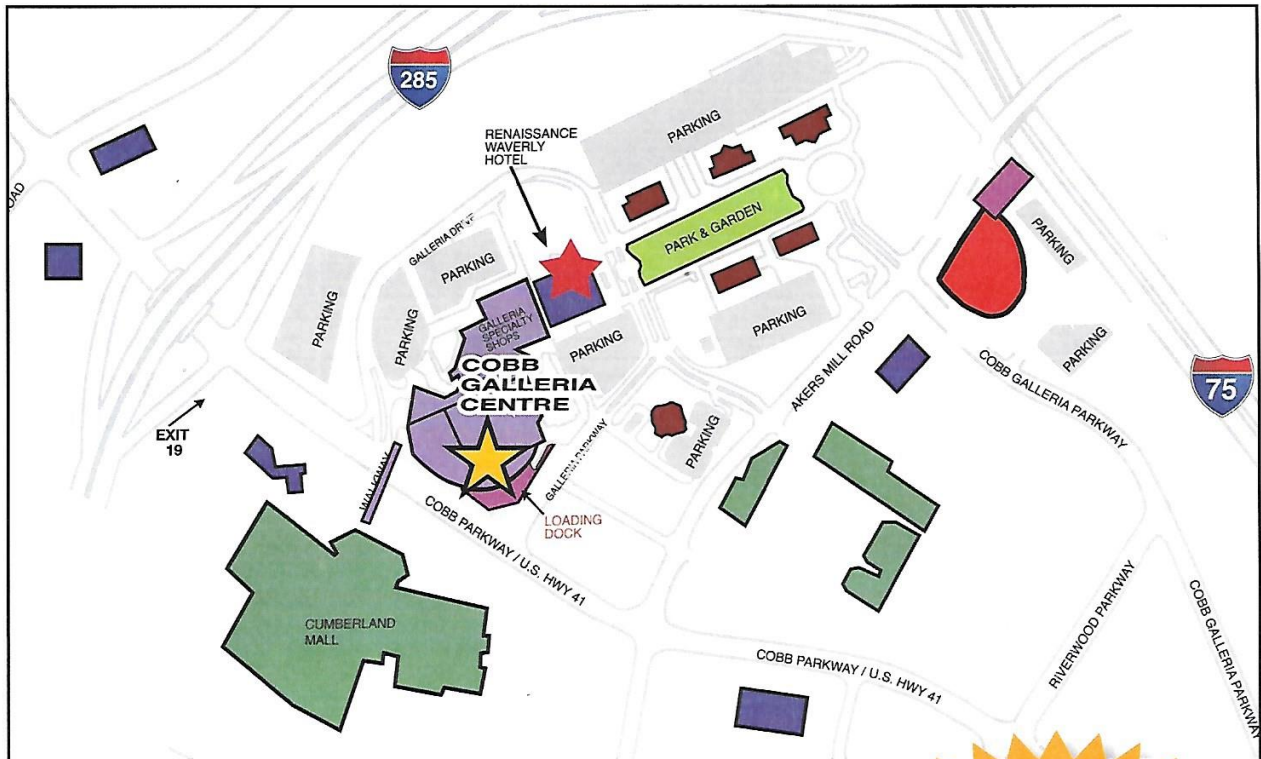 285
RENAISSANCE
WAVERLY
HOTEL
PARKING
PARK & GARDEN
GALLERIA DRIVE
PARKING
PARKING
PARKING
PARKING
GALLERIA
SPECIALTY
SHOPS
PARKING
PARKING
PARKING
COBB
GALLERIA
CENTRE
AKERS MILL ROAD
COBB GALLERIA PARKWAY
75
EXIT
19
WALKWAY
PARKING
GALLERIA PARKWAY
LOADING
DOCK
COBB PARKWAY / U.S. HWY 41
CUMBERLAND
MALL
COBB PARKWAY / U.S. HWY 41
RIVERWOOD PARKWAY
COBB GALLERIA PARKWAY